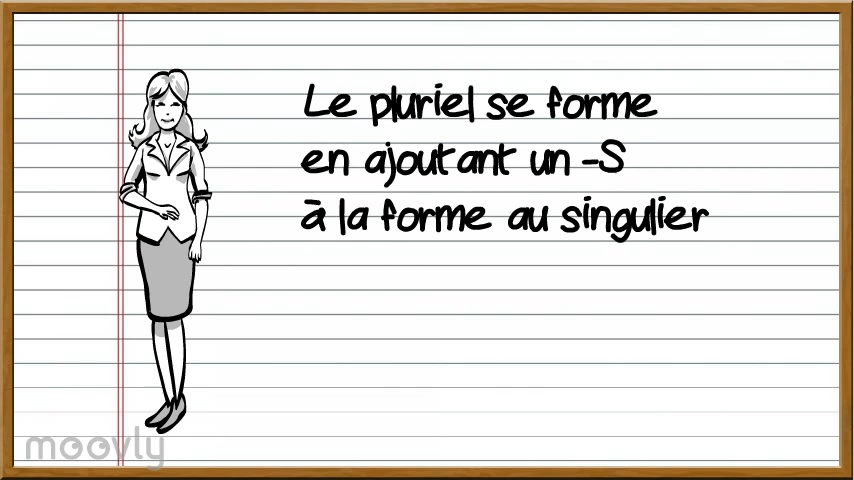 Le pluriel se forme
en ajoutant un -S
à la forme au singulier
moovly